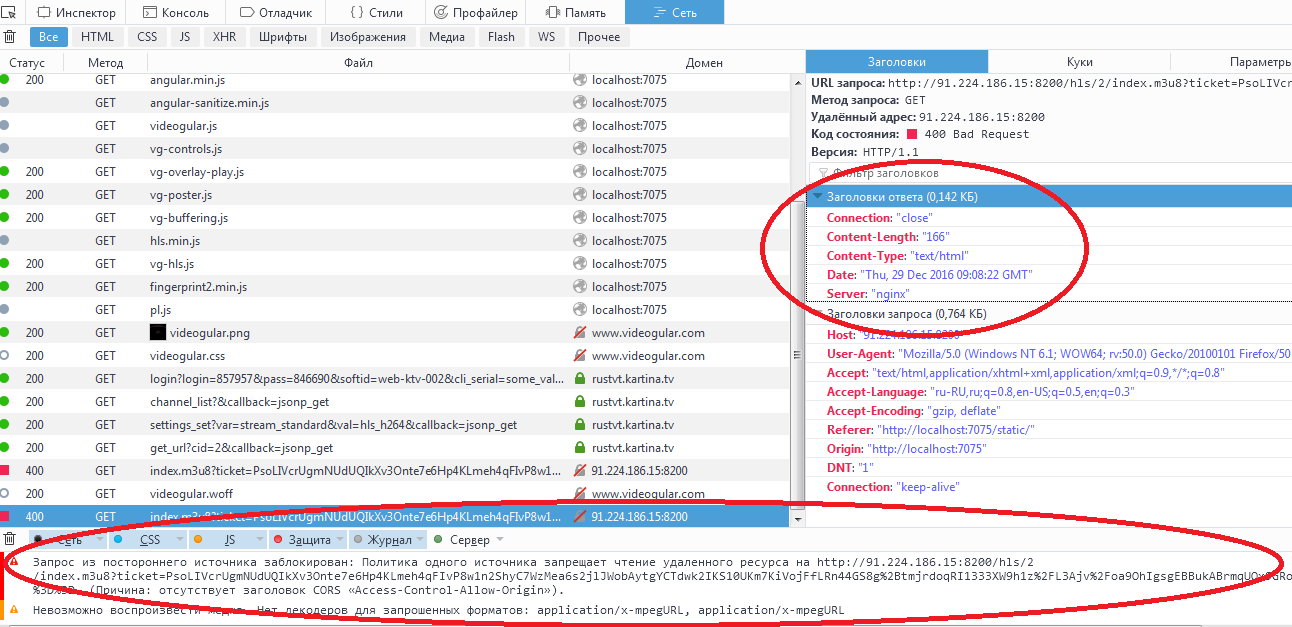 Инспектор Консоль Отладчик { } Стили Профайлер Память Сеть
Все HTML CSS JS XHR Шрифты Изображения Медиа Flash WS Прочее
Статус Метод Файл Домен
200 GET angular.min.js localhost:7075
GET angular-sanitize.min.js localhost:7075
GET videogular.js localhost:7075
GET vg-controls.js localhost:7075
200 GET vg-overlay-play.js localhost:7075
200 GET vg-poster.js localhost:7075
200 GET vg-buffering.js localhost:7075
GET hls.min.js localhost:7075
200 GET vg-hls.js localhost:7075
200 GET fingerprint2.min.js localhost:7075
GET pl.js localhost:7075
200 GET videogular.png www.videogular.com
200 GET videogular.css www.videogular.com
200 GET login?login=857957&pass=846690&softid=web-ktv-002&cli_serial=some_val... rustvt.kartina.tv
200 GET channel_list?&callback=jsonp_get rustvt.kartina.tv
200 GET settings_set?var=stream_standard&val=hls_h264&callback=jsonp_get rustvt.kartina.tv
200 GET get_url?cid=2&callback=jsonp_get rustvt.kartina.tv
400 GET index.m3u8?ticket=PsoLIVcrUgmNUdUQIkXv3Onte7e6Hp4KLmeh4qFIvP8w1... 91.224.186.15:8200
200 GET videogular.woff www.videogular.com
400 GET index.m3u8?ticket=PsoLIVcrUgmNUdUQIkXv3Onte7e6Hp4KLmeh4qFIvP8w1... 91.224.186.15:8200
Заголовки Куки Параметры
URL запроса: http://91.224.186.15:8200/hls/2/index.m3u8?ticket=PsoLIVcr
Метод запроса: GET
Удалённый адрес: 91.224.186.15:8200
Код состояния: 400 Bad Request
Версия: HTTP/1.1
Фильтр заголовков
Заголовки ответа (0,142 КБ)
Connection: "close"
Content-Length: "166"
Content-Type: "text/html"
Date: "Thu, 29 Dec 2016 09:08:22 GMT"
Server: "nginx"
Заголовки запроса (0,764 КБ)
Host: "91.224.186.15:8200"
User-Agent: "Mozilla/5.0 (Windows NT 6.1; WOW64; rv:50.0) Gecko/20100101 Firefox/50
Accept: "text/html,application/xhtml+xml,application/xml;q=0.9,*/*;q=0.8"
Accept-Language: "ru-RU,ru;q=0.8,en-US;q=0.5,en;q=0.3"
Accept-Encoding: "gzip, deflate"
Referer: "http://localhost:7075/static/"
Origin: "http://localhost:7075"
DNT: "1"
Connection: "keep-alive"
Сеть CSS JS Защита Журнал Сервер
Запрос из постороннего источника заблокирован: Политика одного источника запрещает чтение удаленного ресурса на http://91.224.186.15:8200/hls/2
(Причина: отсутствует заголовок CORS «Access-Control-Allow-Origin»).
Невозможно воспроизвести Нет декодеров для запрошенных форматов: application/x-mpegURL, application/x-mpegURL